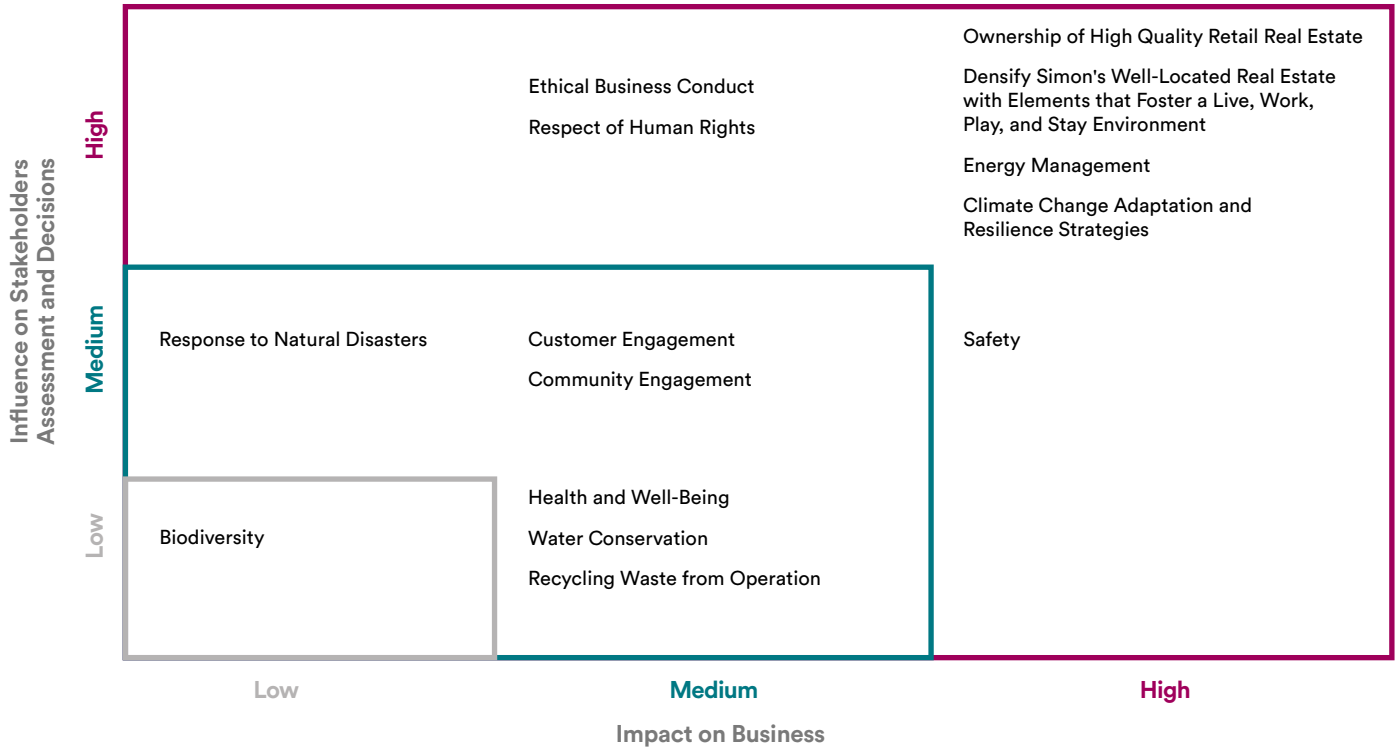 Influence on Stakeholders
Assessment and Decisions
High
Medium
Low
Ethical Business Conduct
Respect of Human Rights
Ownership of High Quality Retail Real Estate
Densify Simon's Well-Located Real Estate
with Elements that Foster a Live, Work,
Play, and Stay Environment
Energy Management
Climate Change Adaptation and
Resilience Strategies
Response to Natural Disasters
Customer Engagement
Community Engagement
Safety
Biodiversity
Health and Well-Being
Water Conservation
Recycling Waste from Operation
Low
Medium
High
Impact on Business